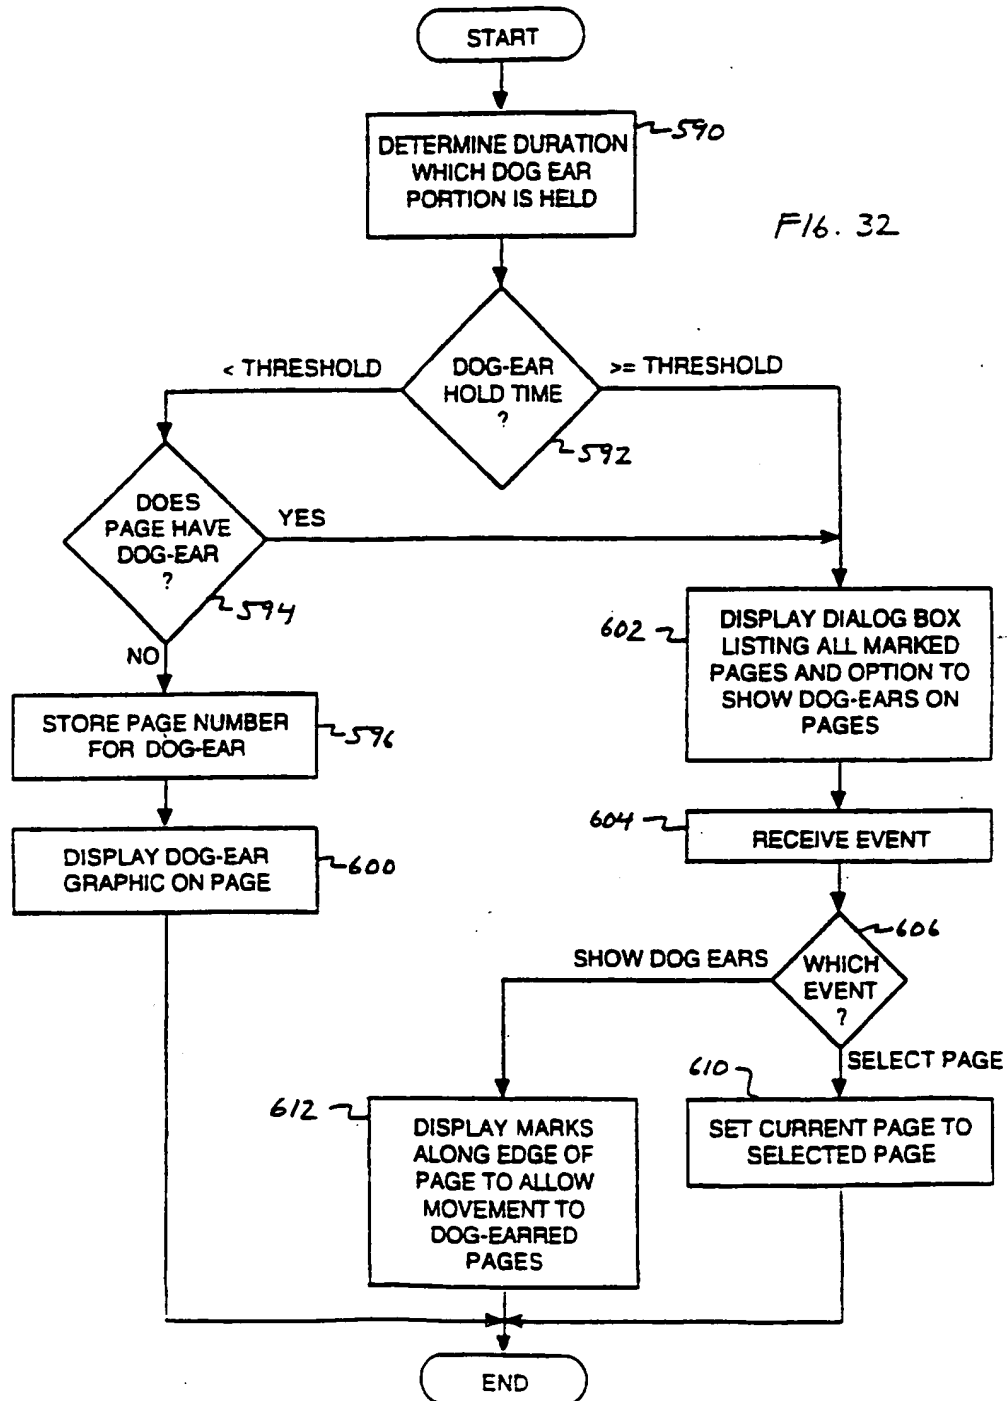 START
DETERMINE DURATION
WHICH DOG EAR
PORTION IS HELD
590
FIG. 32
DOG-EAR
HOLD TIME
?
592
< THRESHOLD
>= THRESHOLD
DOES
PAGE HAVE
DOG-EAR
?
594
YES
NO
STORE PAGE NUMBER
FOR DOG-EAR
596
DISPLAY DOG-EAR
GRAPHIC ON PAGE
600
602
DISPLAY DIALOG BOX
LISTING ALL MARKED
PAGES AND OPTION TO
SHOW DOG-EARS ON
PAGES
604
RECEIVE EVENT
606
WHICH
EVENT
?
SHOW DOG EARS
SELECT PAGE
610
SET CURRENT PAGE TO
SELECTED PAGE
612
DISPLAY MARKS
ALONG EDGE OF
PAGE TO ALLOW
MOVEMENT TO
DOG-EARRED
PAGES
END